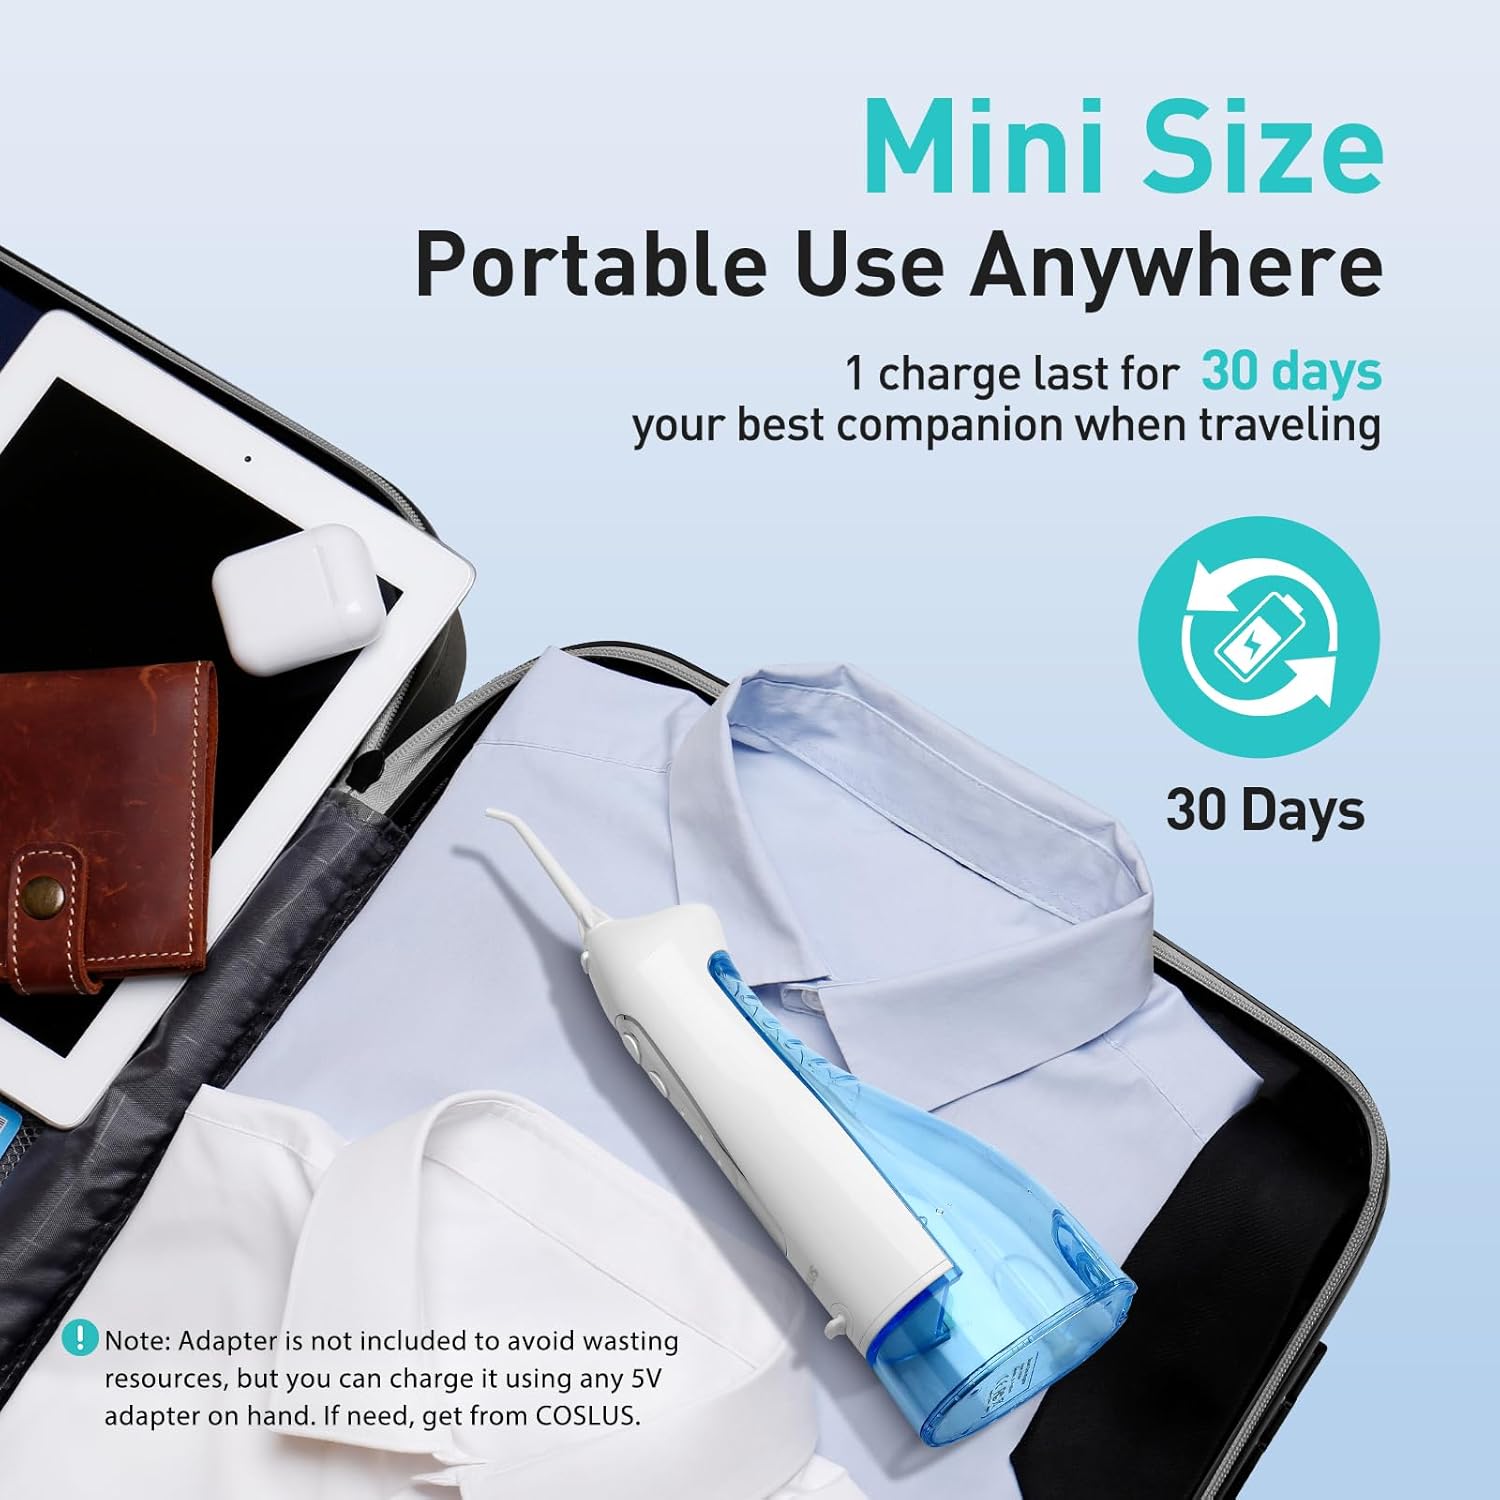 Mini Size
Portable Use Anywhere
1 charge last for 30 days
your best companion when traveling
30 Days
Note: Adapter is not included to avoid wasting
resources, but you can charge it using any 5V
adapter on hand. If need, get from COSLUS.